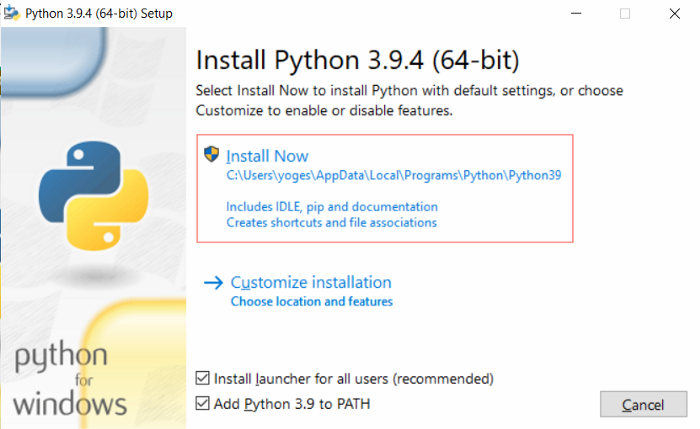 Python 3.9.4 (64-bit) Setup
Install Python 3.9.4 (64-bit)
Select Install Now to install Python with default settings, or choose
Customize to enable or disable features.
Install Now
C:\Users\yoges\AppData\Local\Programs\Python\Python39
Includes IDLE, pip and documentation
Creates shortcuts and file associations
Customize installation
Choose location and features
python
for
windows
Install launcher for all users (recommended)
Add Python 3.9 to PATH
Cancel